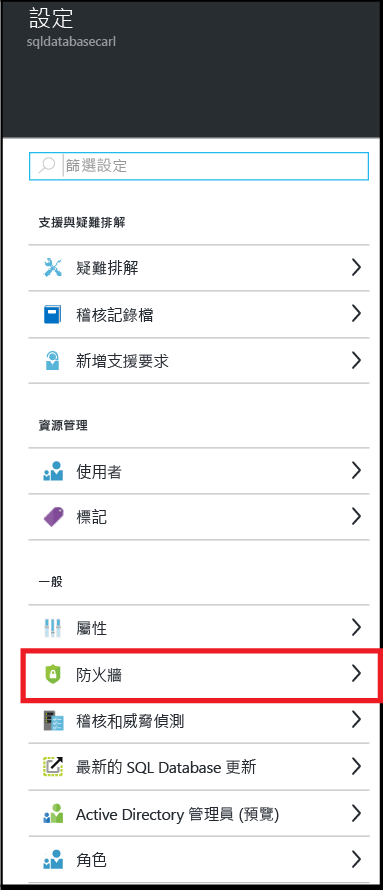 設定
sqldatabasecarl
篩選設定
支援與疑難排解
疑難排解
稽核記錄檔
新增支援要求
資源管理
使用者
標記
一般
屬性
防火牆
稽核和威脅偵測
最新的 SQL Database 更新
Active Directory 管理員 (預覽)
角色